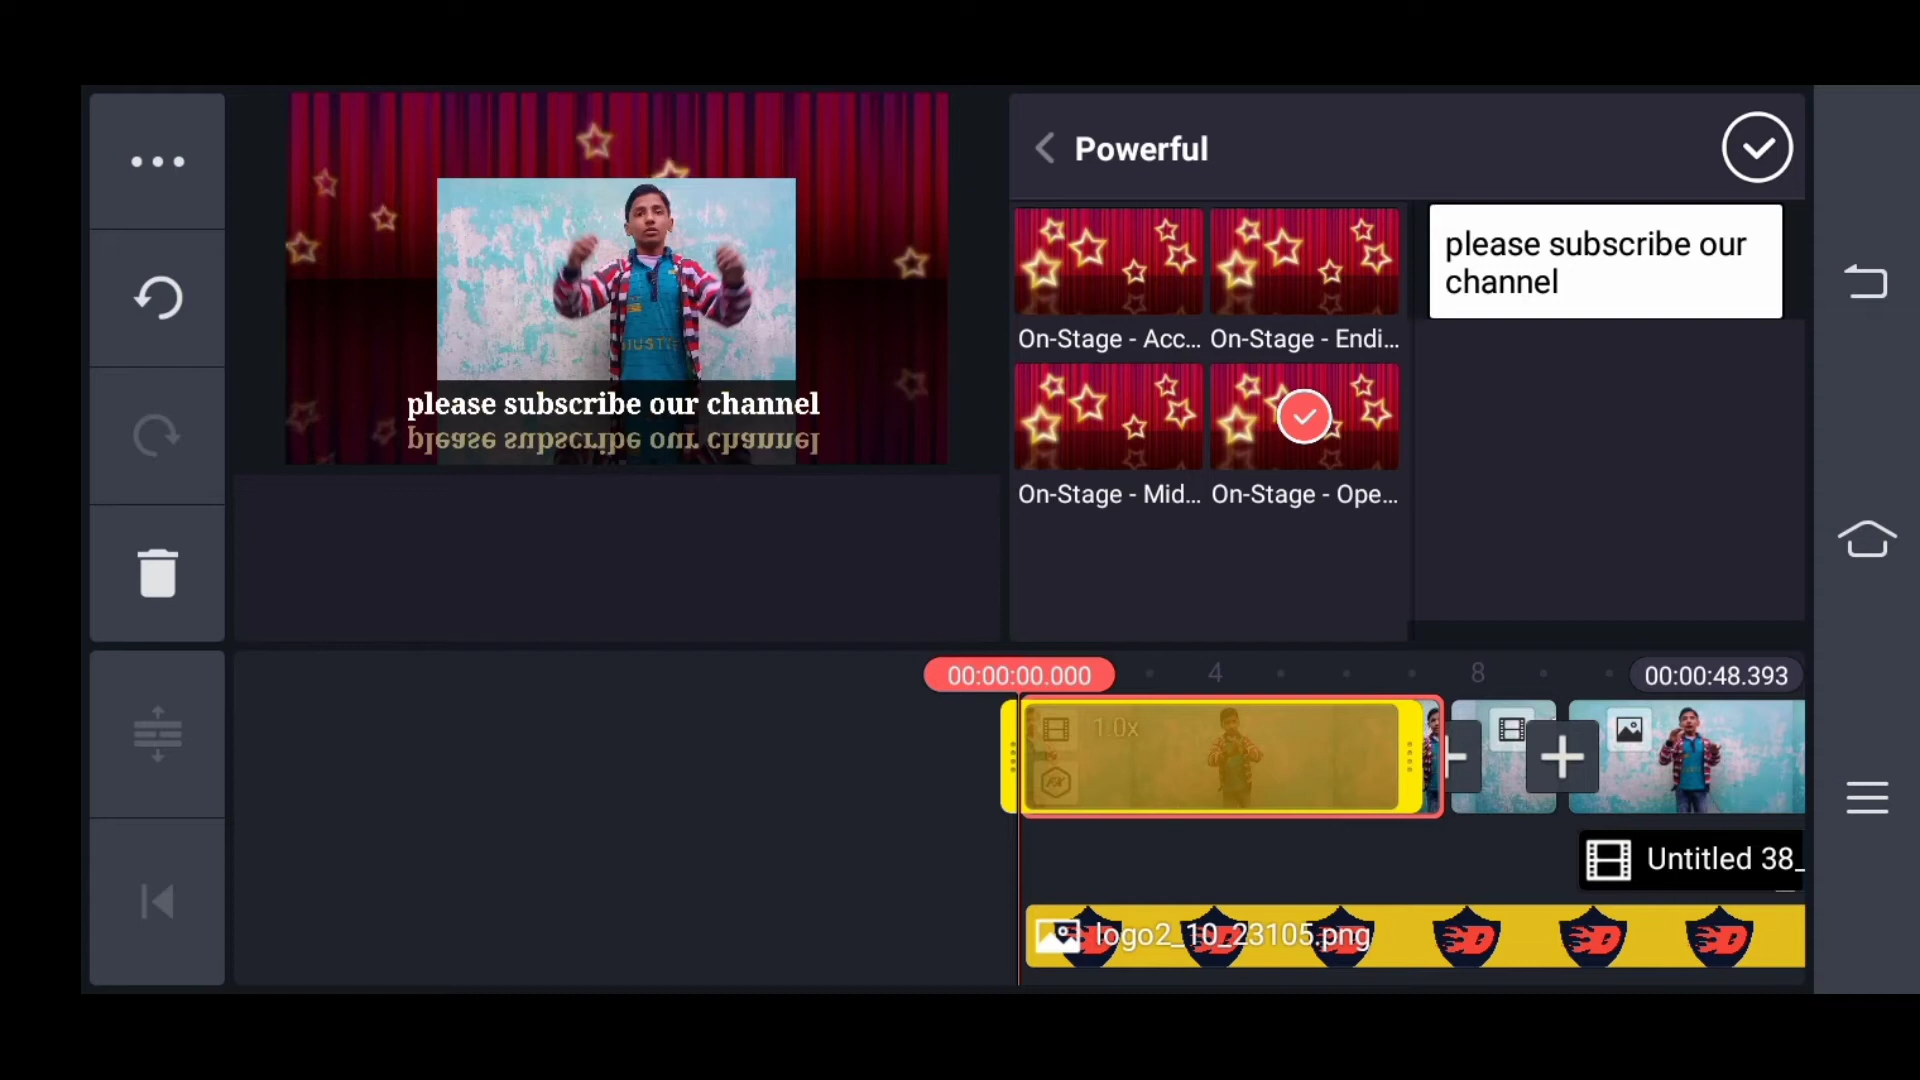 Powerful
please subscribe our channel
please subscribe our channel
please subscribe our
channel
On-Stage - Acc...
On-Stage - Endi...
On-Stage - Mid...
On-Stage - Ope...
00:00:00.000
4
8
00:00:48.393
1.0x
FX
Untitled 38_
logo2_10_23105.png